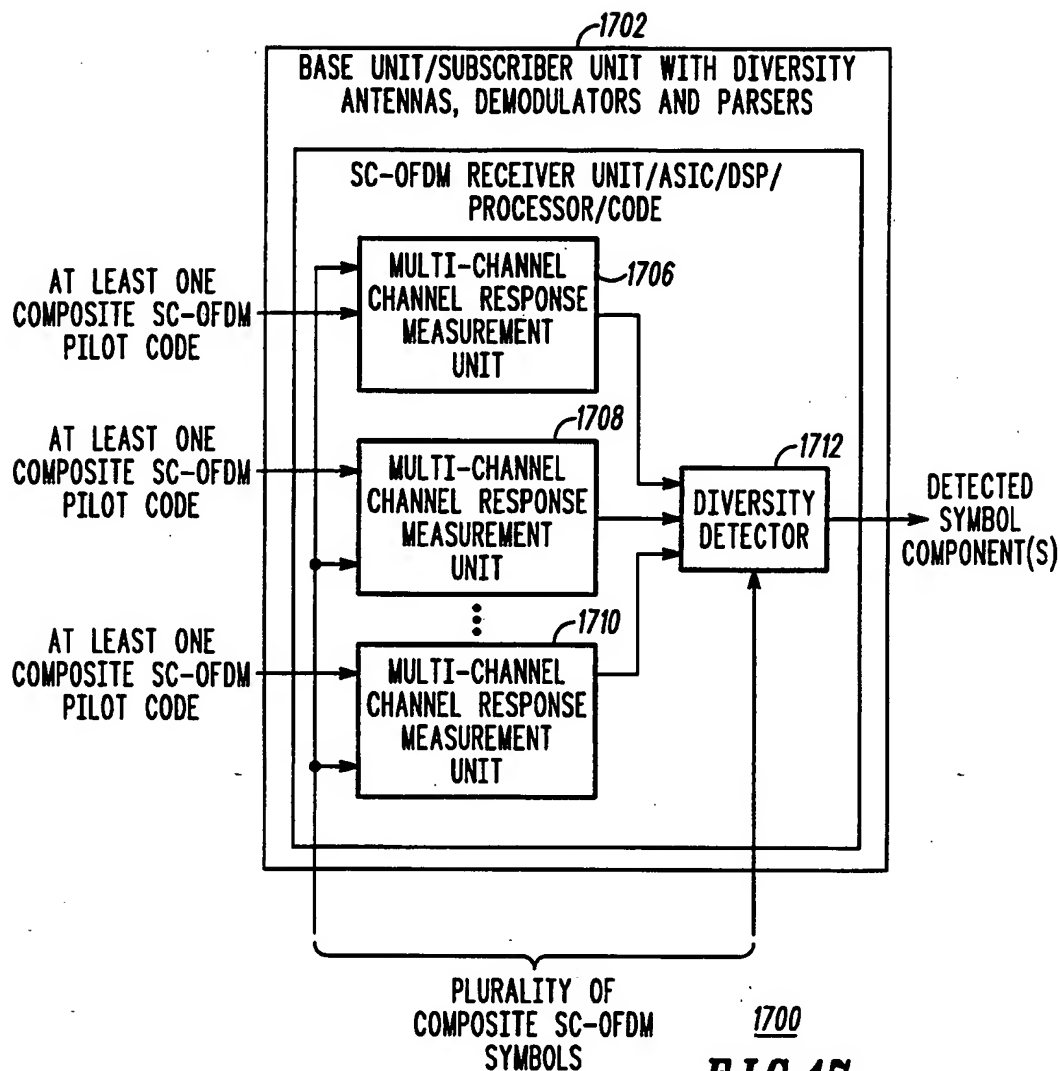 1702
BASE UNIT/SUBSCRIBER UNIT WITH DIVERSITY
ANTENNAS, DEMODULATORS AND PARSERS
SC-OFDM RECEIVER UNIT/ASIC/DSP/
PROCESSOR/CODE
AT LEAST ONE
COMPOSITE SC-OFDM
PILOT CODE
MULTI-CHANNEL
CHANNEL RESPONSE
MEASUREMENT
UNIT
1706
AT LEAST ONE
COMPOSITE SC-OFDM
PILOT CODE
1708
MULTI-CHANNEL
CHANNEL RESPONSE
MEASUREMENT
UNIT
1712
DIVERSITY
DETECTOR
DETECTED
SYMBOL
COMPONENT(S)
AT LEAST ONE
COMPOSITE SC-OFDM
PILOT CODE
1710
MULTI-CHANNEL
CHANNEL RESPONSE
MEASUREMENT
UNIT
PLURALITY OF
COMPOSITE SC-OFDM
SYMBOLS
1700